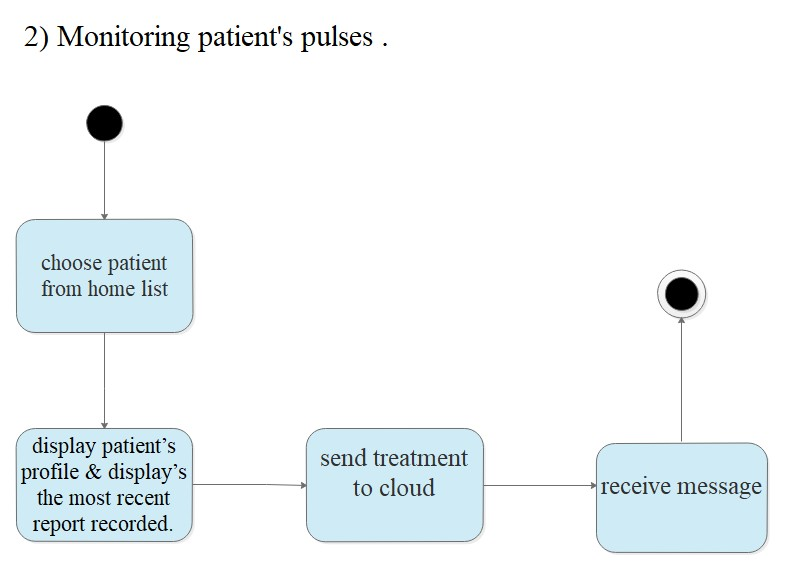 2) Monitoring patient's pulses .
choose patient
from home list
display patient’s
profile & display’s
the most recent
report recorded.
send treatment
to cloud
receive message